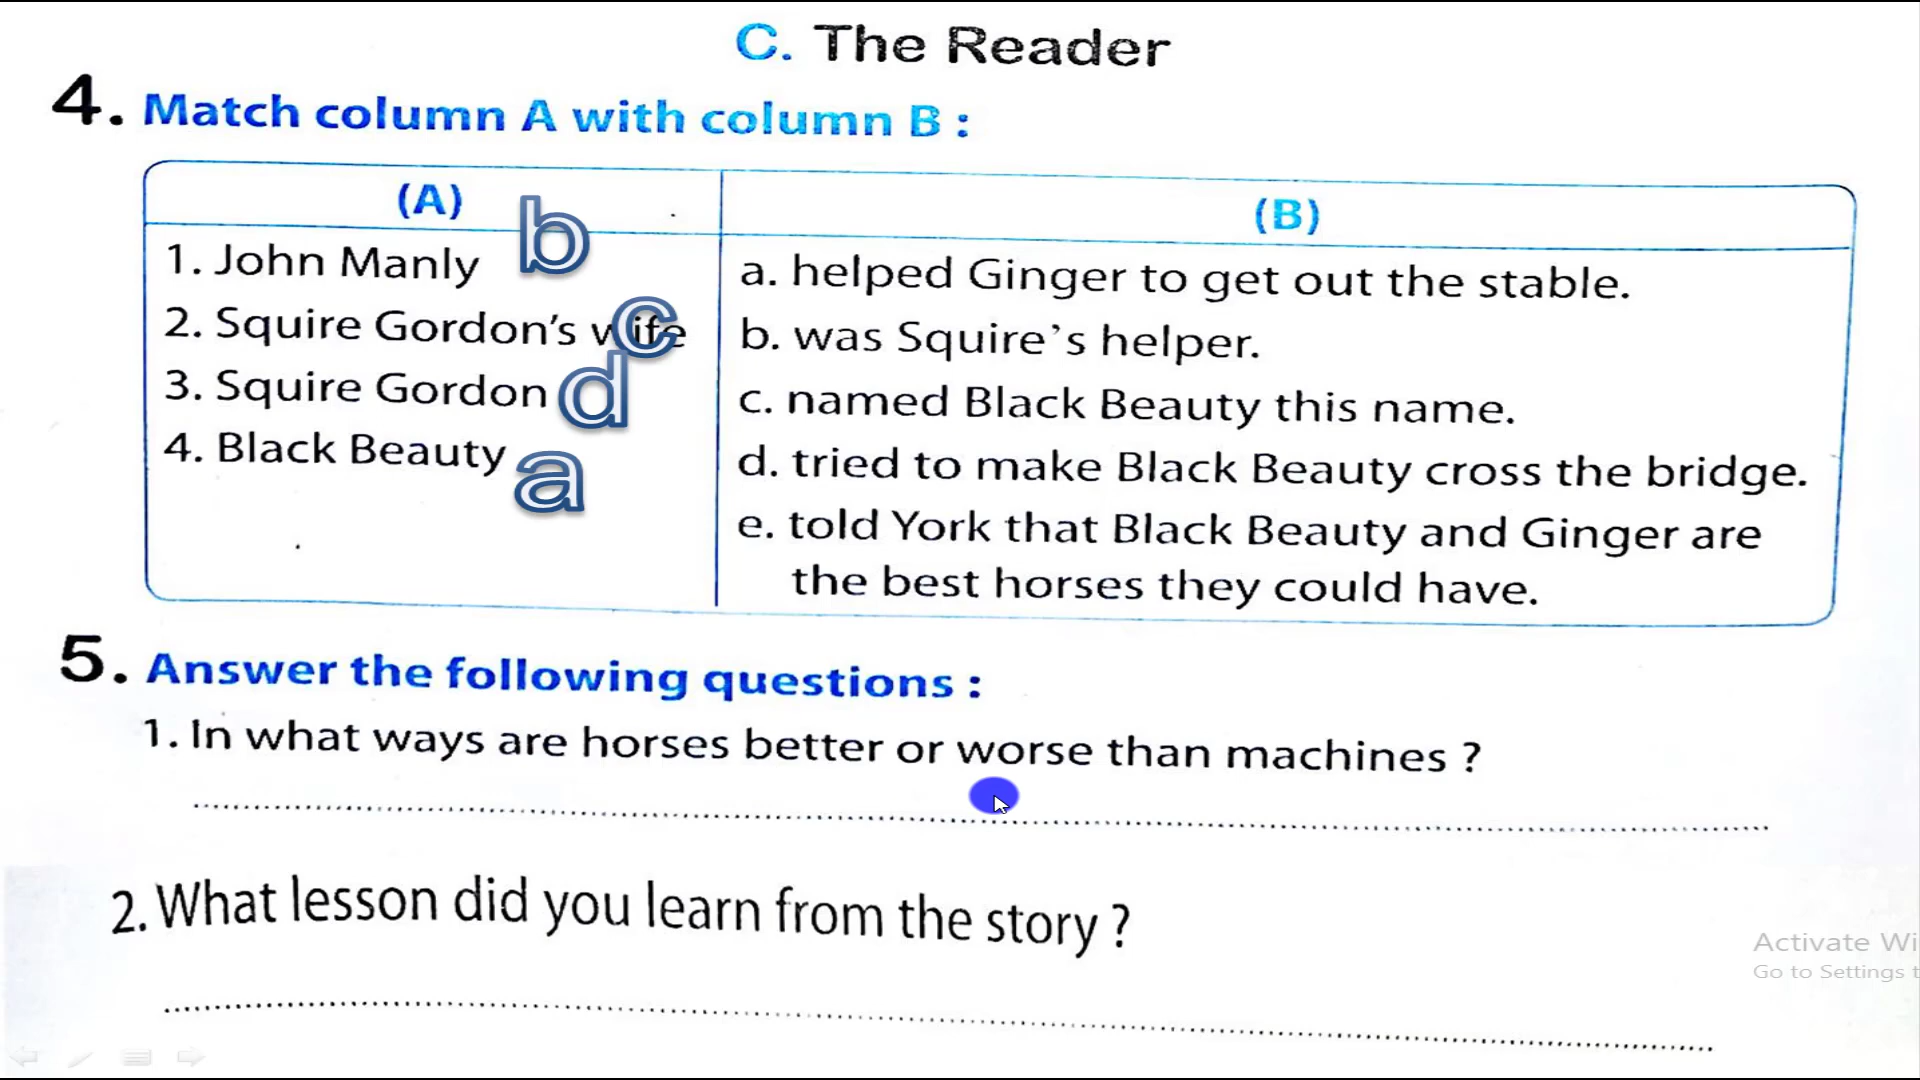 C. The Reader
4. Match column A with column B :
(A) (B)
1. John Manly b
2. Squire Gordon's wife c
3. Squire Gordon d
4. Black Beauty a
a. helped Ginger to get out the stable.
b. was Squire's helper.
c. named Black Beauty this name.
d. tried to make Black Beauty cross the bridge.
e. told York that Black Beauty and Ginger are
the best horses they could have.
5. Answer the following questions :
1. In what ways are horses better or worse than machines ?
2. What lesson did you learn from the story ?
Activate Wi
Go to Settings t